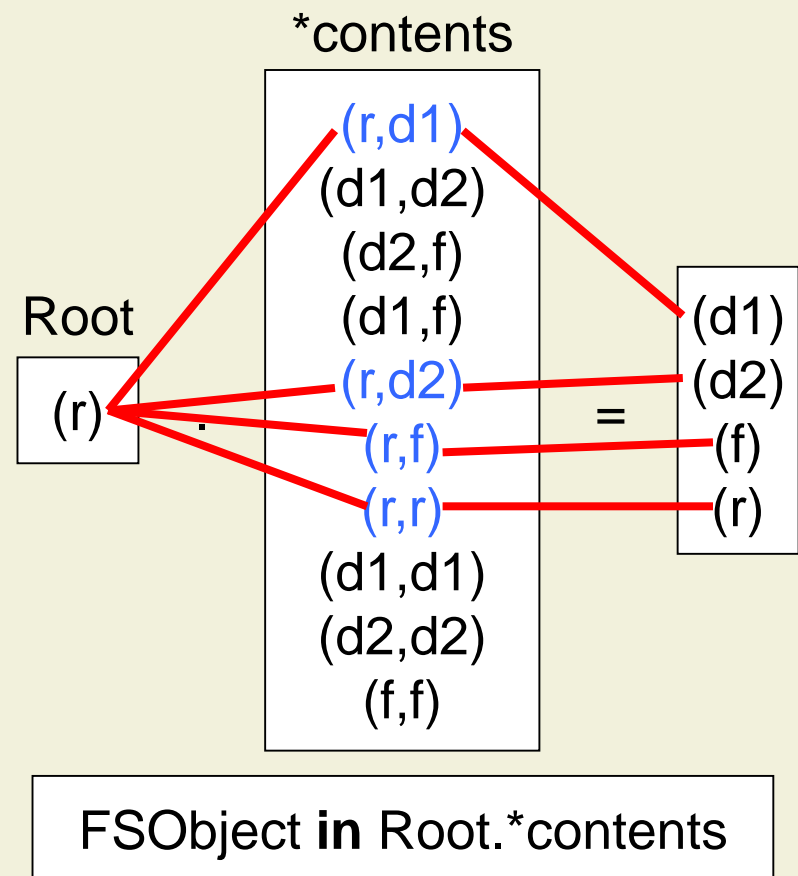 *contents
(r,d1)
(d1,d2)
(d2,f)
(d1,f)
(r,d2)
(r,f)
(r,r)
(d1,d1)
(d2,d2)
(f,f)
Root
(r)
.
=
(d1)
(d2)
(f)
(r)
FSObject in Root.*contents